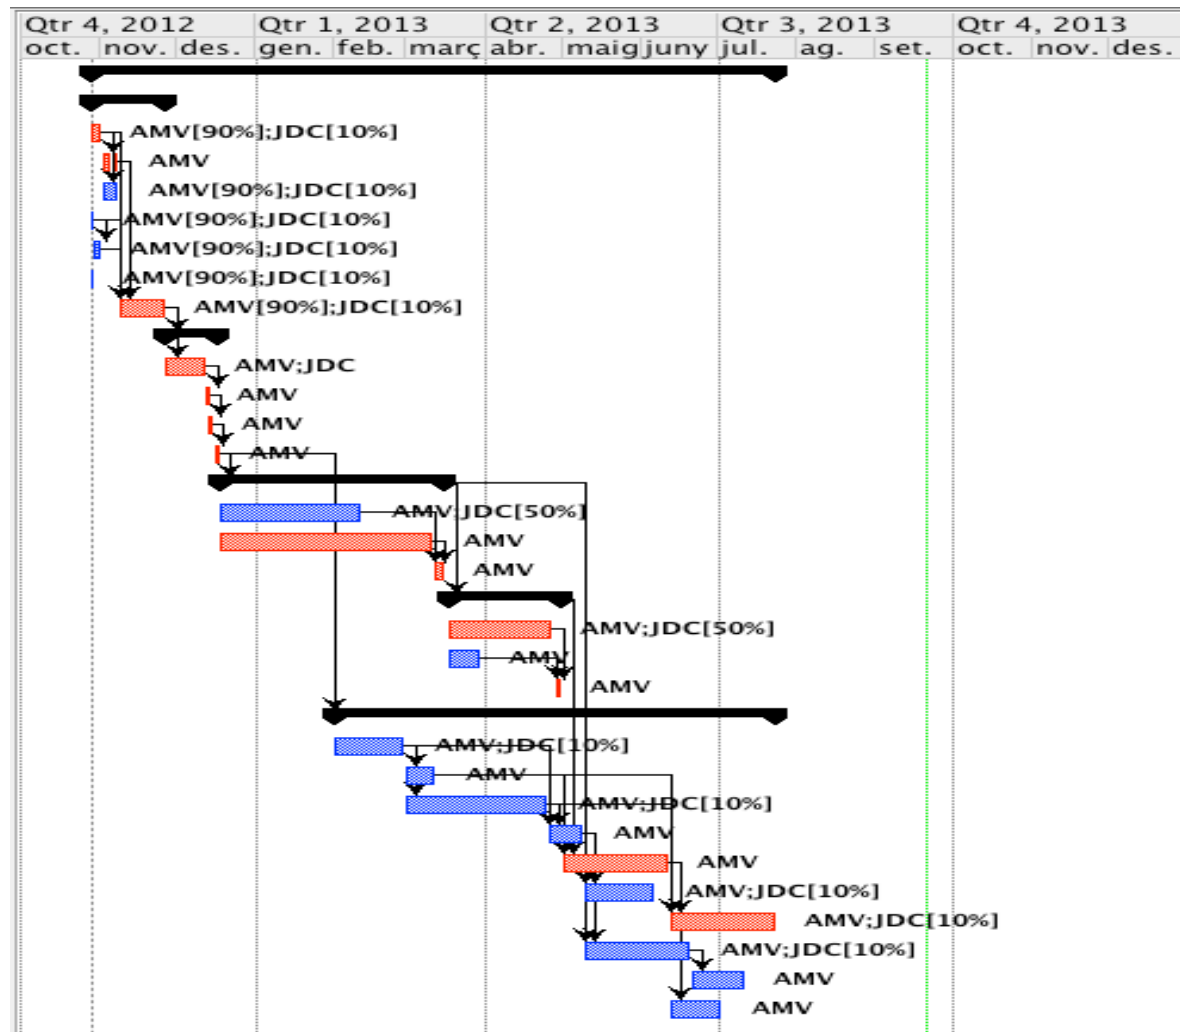 Qtr 4, 2012 Qtr 1, 2013 Qtr 2, 2013 Qtr 3, 2013 Qtr 4, 2013
oct. nov. des. gen. feb. març abr. maig juny jul. ag. set. oct. nov. des.
AMV[90%];JDC[10%]
AMV
AMV[90%];JDC[10%]
AMV[90%];JDC[10%]
AMV[90%];JDC[10%]
AMV[90%];JDC[10%]
AMV[90%];JDC[10%]
AMV;JDC
AMV
AMV
AMV
AMV;JDC[50%]
AMV
AMV
AMV;JDC[50%]
AMV
AMV
AMV;JDC[10%]
AMV
AMV;JDC[10%]
AMV
AMV
AMV;JDC[10%]
AMV;JDC[10%]
AMV;JDC[10%]
AMV
AMV